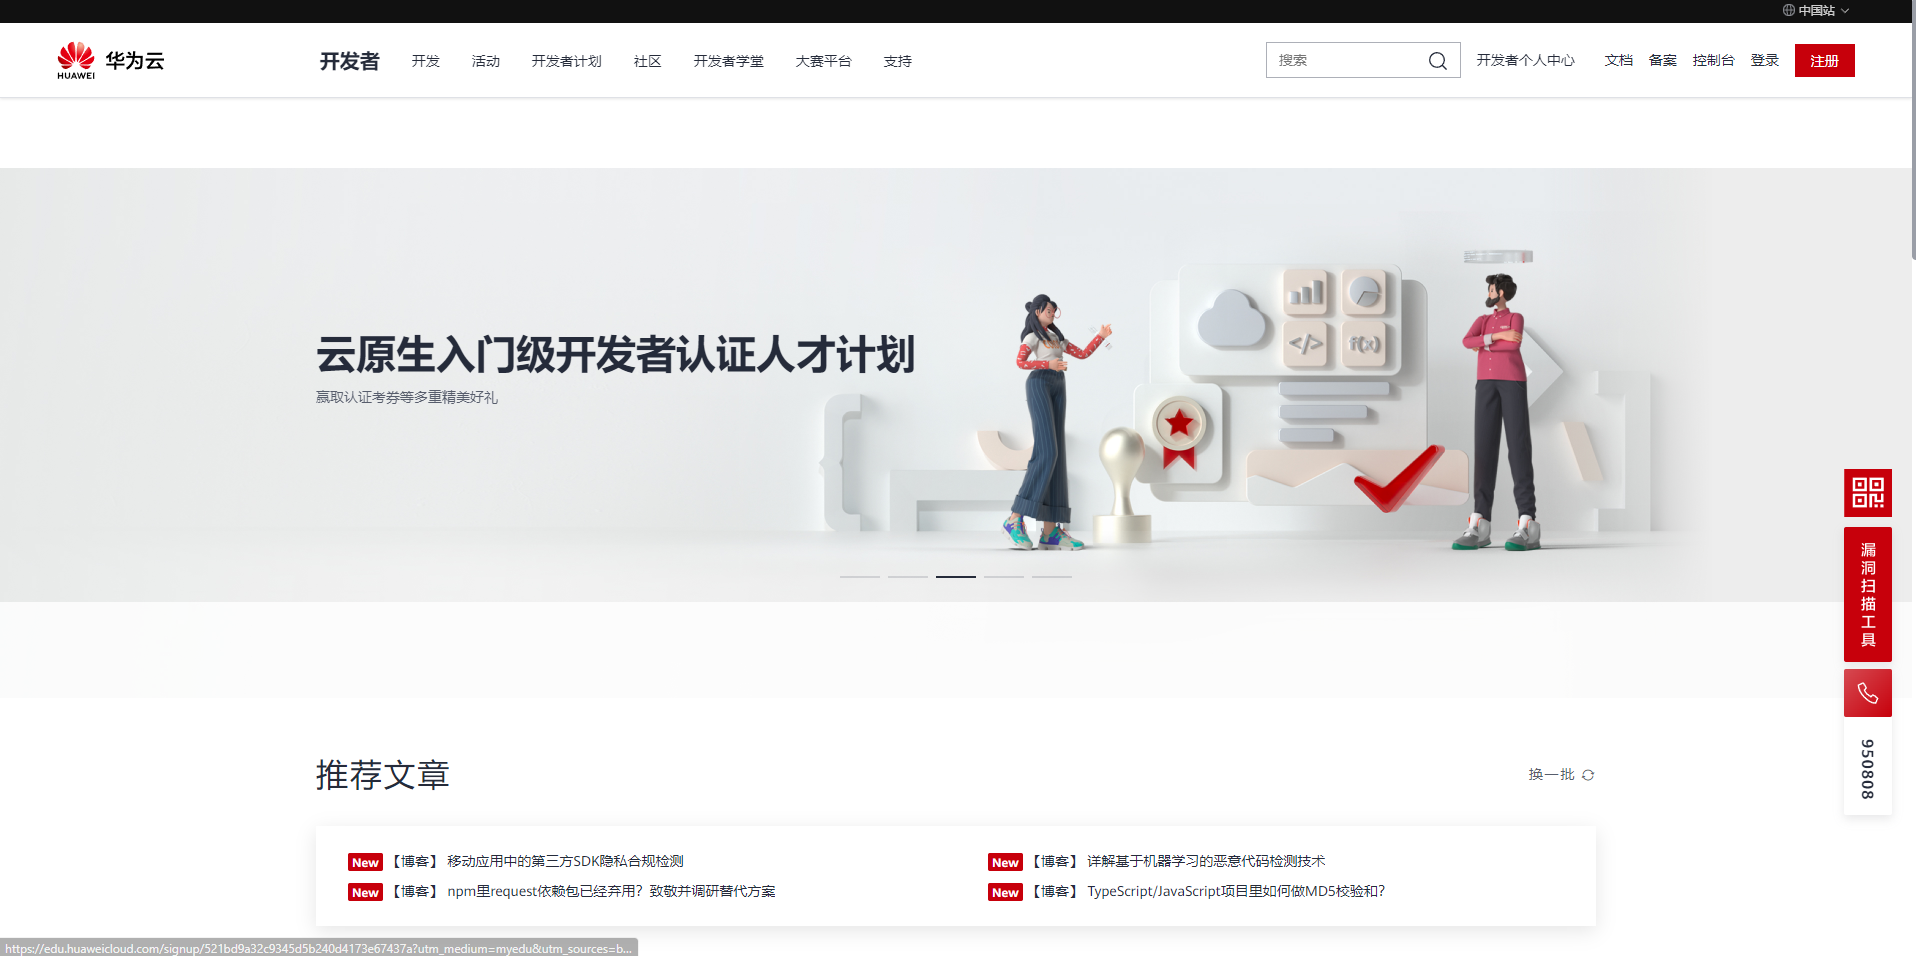 中国站
HUAWEI 华为云
开发者 开发 活动 开发者计划 社区 开发者学堂 大赛平台 支持
搜索 开发者个人中心 文档 备案 控制台 登录 注册
云原生入门级开发者认证人才计划
赢取认证考券等多重精美好礼
</>
f(x)
漏洞扫描工具
950808
推荐文章
换一批
New 【博客】 移动应用中的第三方SDK隐私合规检测
New 【博客】 详解基于机器学习的恶意代码检测技术
New 【博客】 npm里request依赖包已经弃用？致敬并调研替代方案
New 【博客】 TypeScript/JavaScript项目里如何做MD5校验和？
https://edu.huaweicloud.com/signup/521bd9a32c9345d5b240d4173e67437a?utm_medium=myedu&utm_sources=b...